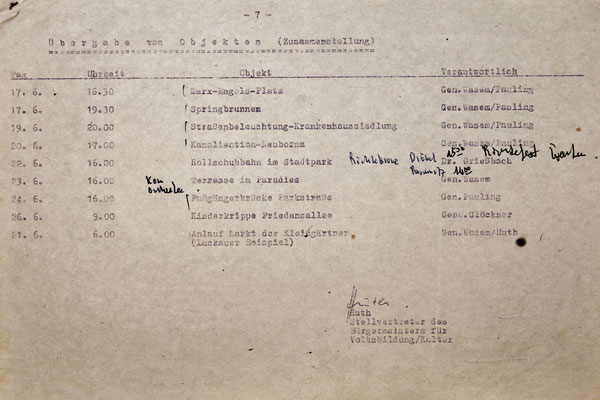 - 7 -
Übergabe von Objekten (Zusammenstellung)
Tag Uhrzeit Objekt Verantwortlich
17. 6. 16.30 Marx-Engels-Platz Gen.Wasem/Pauling
17. 6. 19.30 Springbrunnen Gen.Wasem/Pauling
19. 6. 20.00 Straßenbeleuchtung-Krankenhaussiedlung Gen.Wasem/Pauling
20. 6. 17.00 Kanalisation-Neuborna Gen.Wasem/Pauling
22. 6. 16.00 Rollschuhbahn im Stadtpark Dr. Grießbach
23. 6. 16.00 Terrasse im Paradies Gen.Wasem
24. 6. 16.00 Fußgängerbrücke Parkstraße Gen.Pauling
26. 6. 9.00 Kinderkrippe Friedensallee Gena.Glöckner
21. 6. 6.00 Anlauf Markt der Kleingärtner Gen.Wasem/Huth
(Luckauer Beispiel)
Huth
Stellvertreter des
Bürgermeisters für
Volksbildung/Kultur